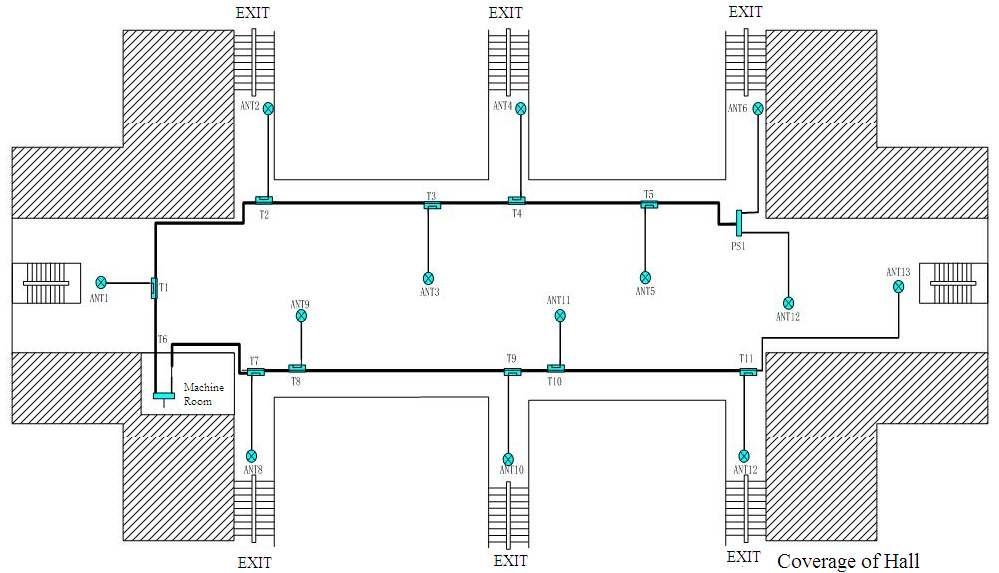 EXIT
EXIT
EXIT
ANT2
ANT4
ANT6
T2
T3
T4
T5
PS1
ANT1
T1
ANT3
ANT5
ANT12
ANT13
ANT9
ANT11
T6
T7
T8
T9
T10
T11
Machine
Room
ANT8
ANT10
ANT12
EXIT
EXIT
EXIT
Coverage of Hall